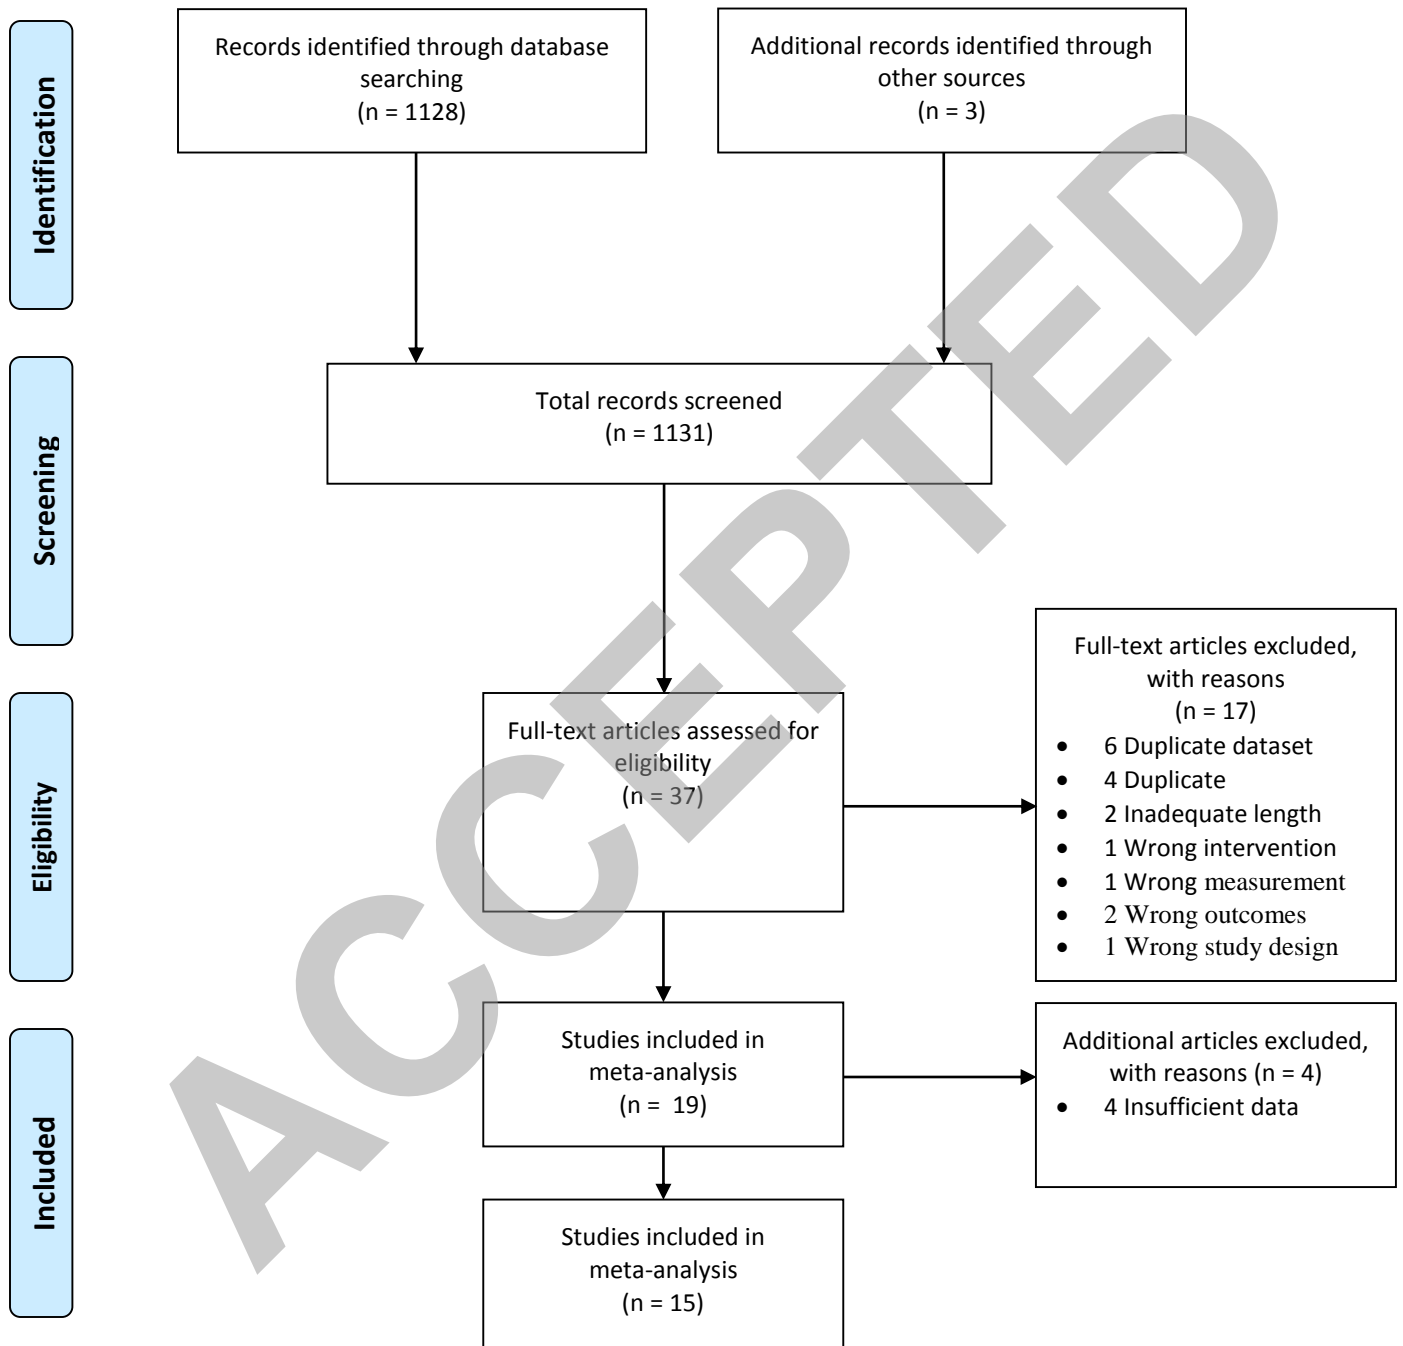 Identification
Records identified through database
searching
(n = 1128)
Additional records identified through
other sources
(n = 3)
Screening
Total records screened
(n = 1131)
Eligibility
Full-text articles assessed for
eligibility
(n = 37)
Full-text articles excluded,
with reasons
(n = 17)
• 6 Duplicate dataset
• 4 Duplicate
• 2 Inadequate length
• 1 Wrong intervention
• 1 Wrong measurement
• 2 Wrong outcomes
• 1 Wrong study design
Included
Studies included in
meta-analysis
(n = 19)
Additional articles excluded,
with reasons (n = 4)
• 4 Insufficient data
Studies included in
meta-analysis
(n = 15)
ACCEPTED